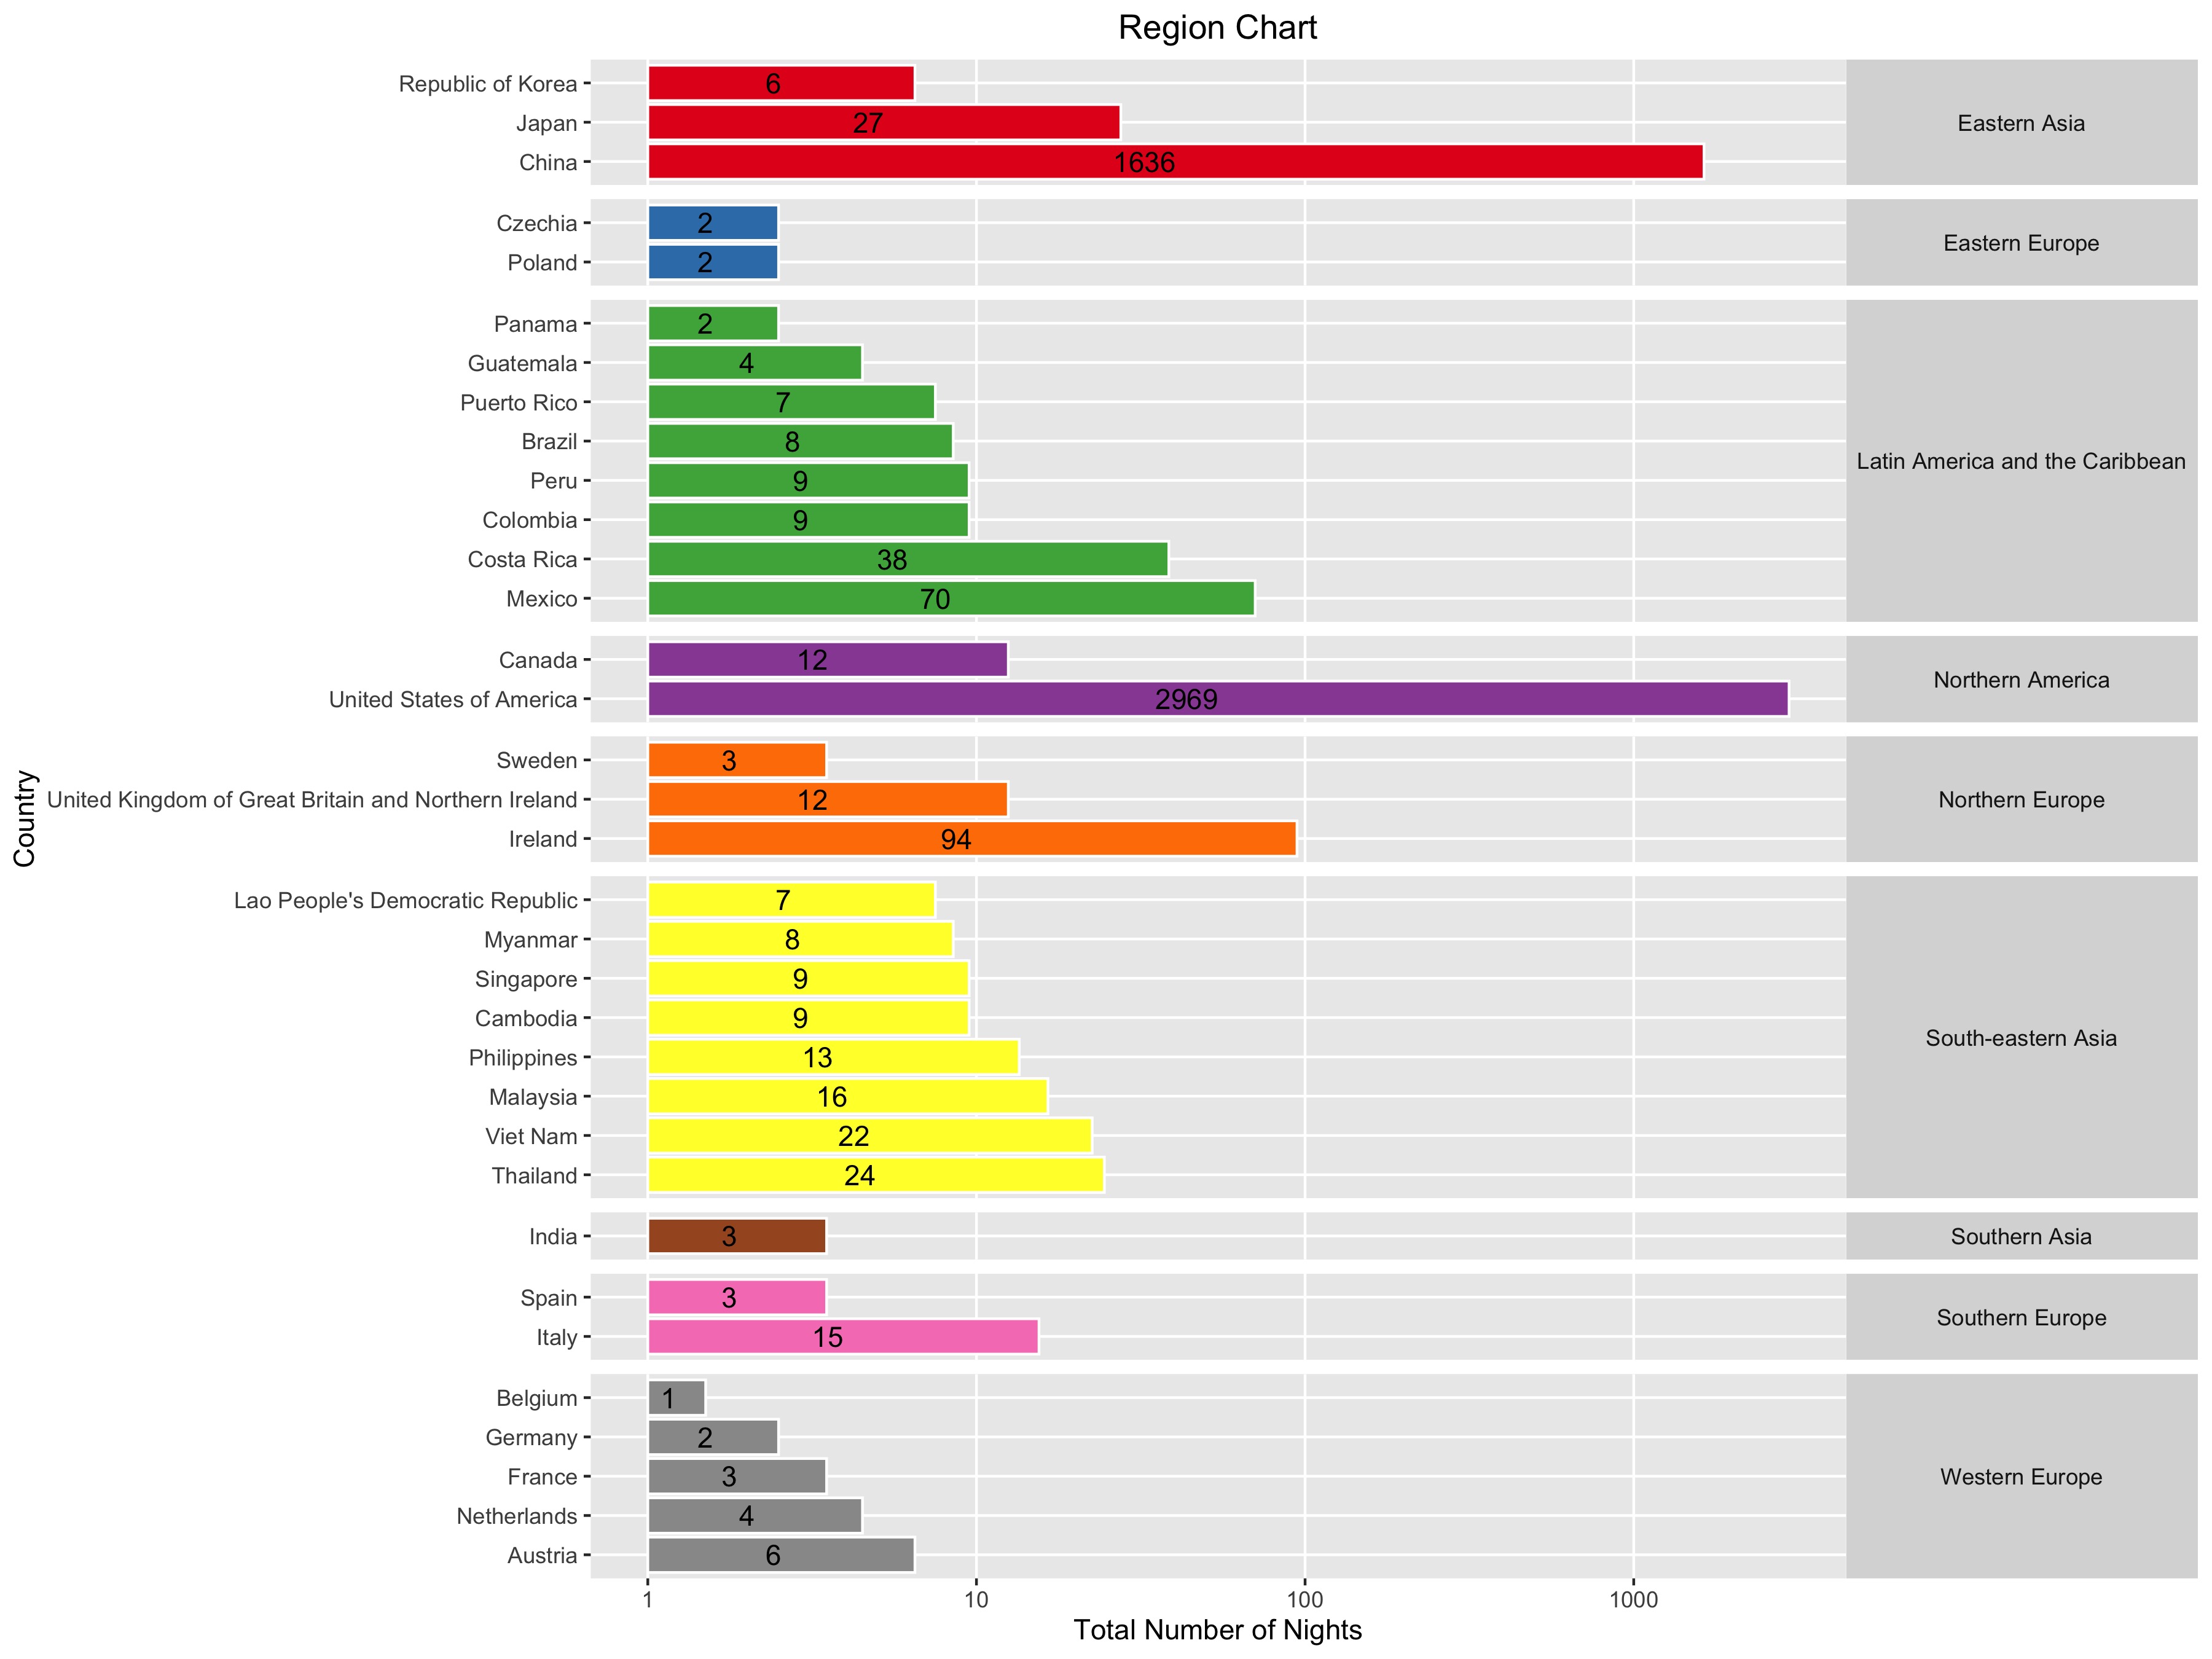 Region Chart
Republic of Korea 6
Japan 27
China 1636
Eastern Asia
Czechia 2
Poland 2
Eastern Europe
Panama 2
Guatemala 4
Puerto Rico 7
Brazil 8
Peru 9
Colombia 9
Costa Rica 38
Mexico 70
Latin America and the Caribbean
Canada 12
United States of America 2969
Northern America
Sweden 3
United Kingdom of Great Britain and Northern Ireland 12
Ireland 94
Northern Europe
Lao People's Democratic Republic 7
Myanmar 8
Singapore 9
Cambodia 9
Philippines 13
Malaysia 16
Viet Nam 22
Thailand 24
South-eastern Asia
India 3
Southern Asia
Spain 3
Italy 15
Southern Europe
Belgium 1
Germany 2
France 3
Netherlands 4
Austria 6
Western Europe
1 10 100 1000
Total Number of Nights
Country